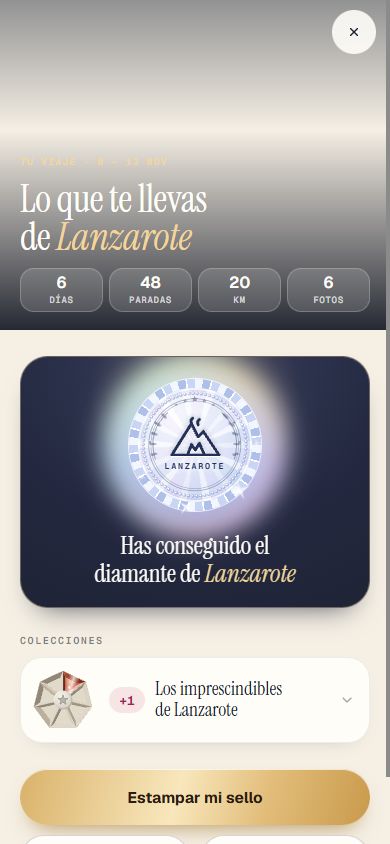 ×
TU VIAJE · 8 – 13 NOV
Lo que te llevas
de Lanzarote
6
DÍAS
48
PARADAS
20
KM
6
FOTOS
LANZAROTE
Has conseguido el
diamante de Lanzarote
COLECCIONES
+1
Los imprescindibles
de Lanzarote
Estampar mi sello